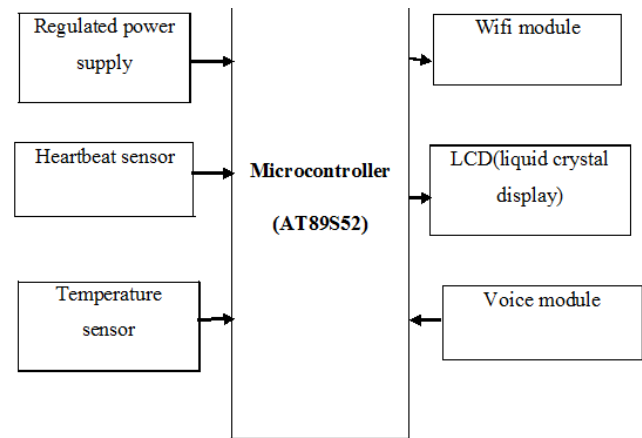 Regulated power
supply
Heartbeat sensor
Temperature
sensor
Microcontroller
(AT89S52)
Wifi module
LCD(liquid crystal
display)
Voice module